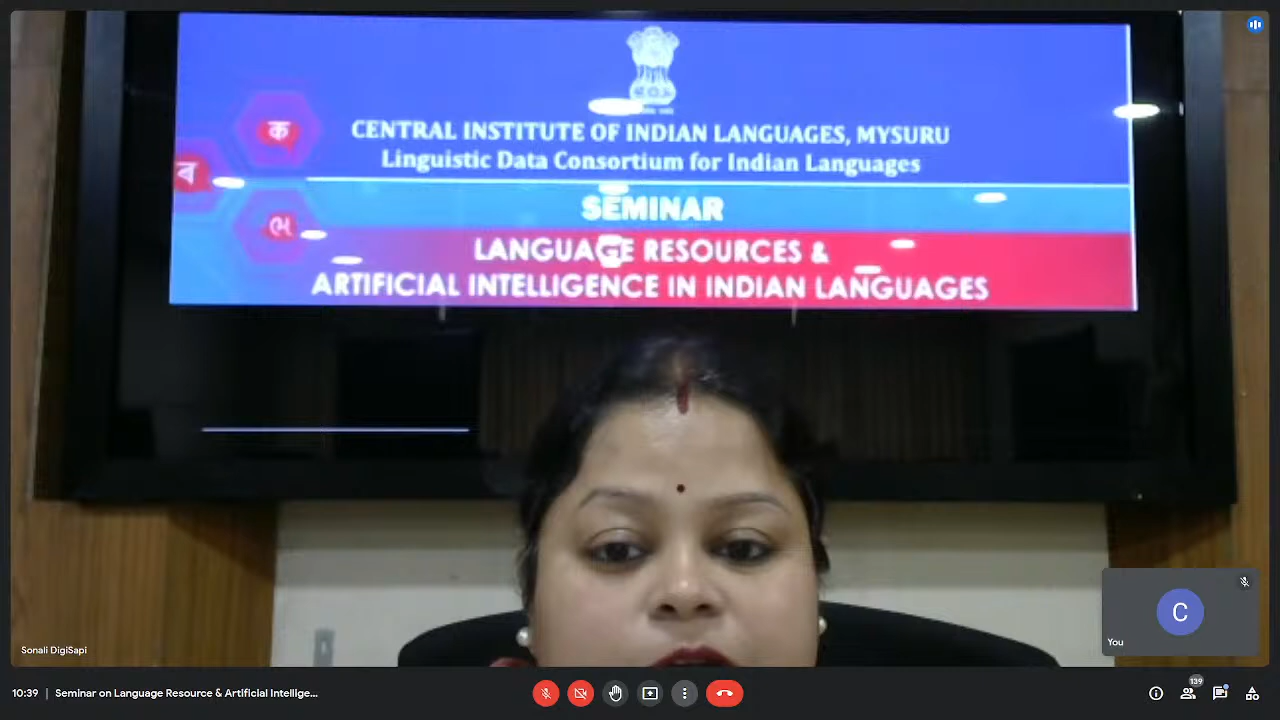 क
CENTRAL INSTITUTE OF INDIAN LANGUAGES, MYSURU
Linguistic Data Consortium for Indian Languages
SEMINAR
LANGUAGE RESOURCES &
ARTIFICIAL INTELLIGENCE IN INDIAN LANGUAGES
C
You
Sonali DigiSapi
10:39 | Seminar on Language Resource & Artificial Intellige...
139